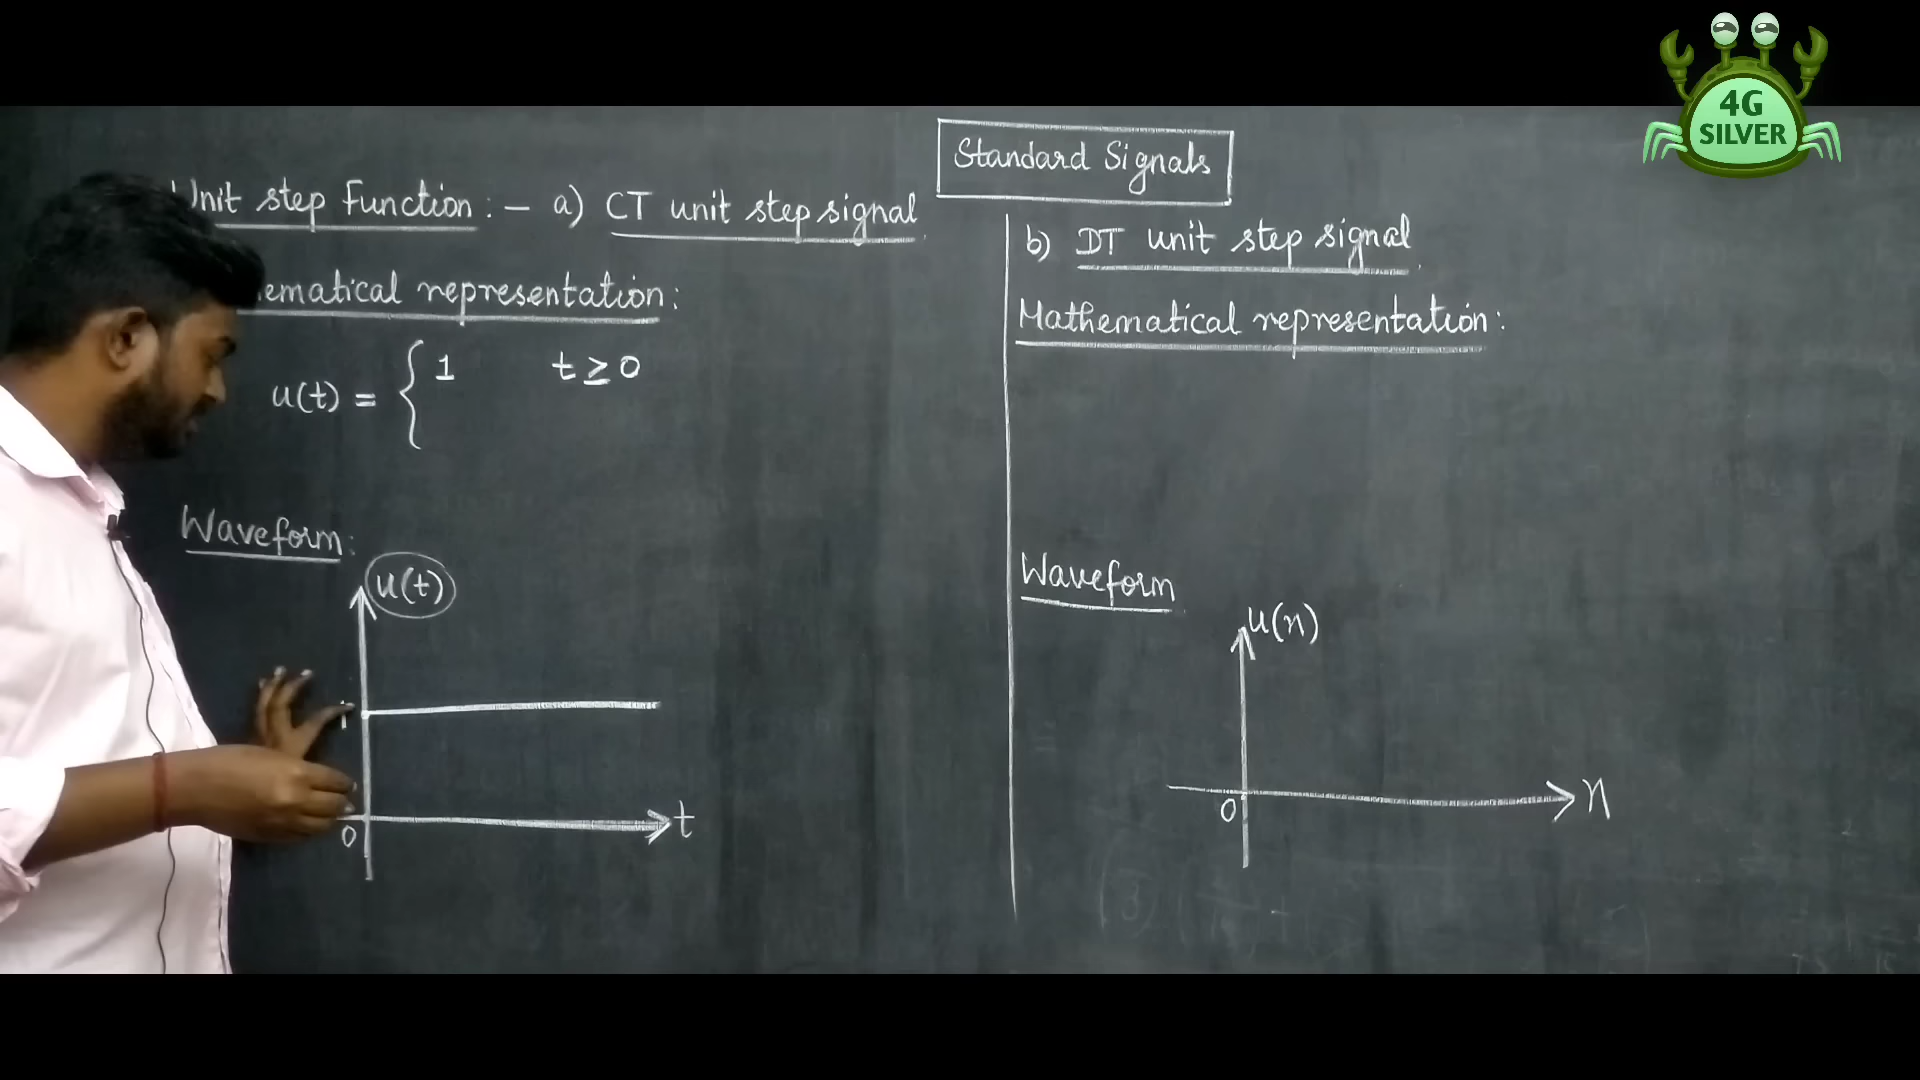 Standard Signals
Unit step Function : - a) CT unit step signal
ematical representation :
u(t) = { 1 t ≥ 0
Waveform :
u(t)
1
0
t
b) DT unit step signal
Mathematical representation :
Waveform
u(n)
0
n
4G
SILVER